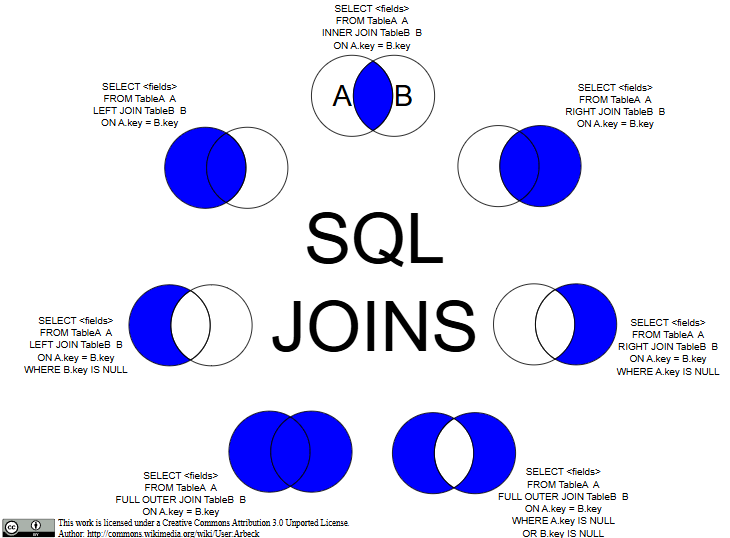 SELECT <fields>
FROM TableA A
INNER JOIN TableB B
ON A.key = B.key
A B
SELECT <fields>
FROM TableA A
LEFT JOIN TableB B
ON A.key = B.key
SELECT <fields>
FROM TableA A
RIGHT JOIN TableB B
ON A.key = B.key
SQL
JOINS
SELECT <fields>
FROM TableA A
LEFT JOIN TableB B
ON A.key = B.key
WHERE B.key IS NULL
SELECT <fields>
FROM TableA A
RIGHT JOIN TableB B
ON A.key = B.key
WHERE A.key IS NULL
SELECT <fields>
FROM TableA A
FULL OUTER JOIN TableB B
ON A.key = B.key
SELECT <fields>
FROM TableA A
FULL OUTER JOIN TableB B
ON A.key = B.key
WHERE A.key IS NULL
OR B.key IS NULL
cc
BY
This work is licensed under a Creative Commons Attribution 3.0 Unported License.
Author: http://commons.wikimedia.org/wiki/User:Arbeck